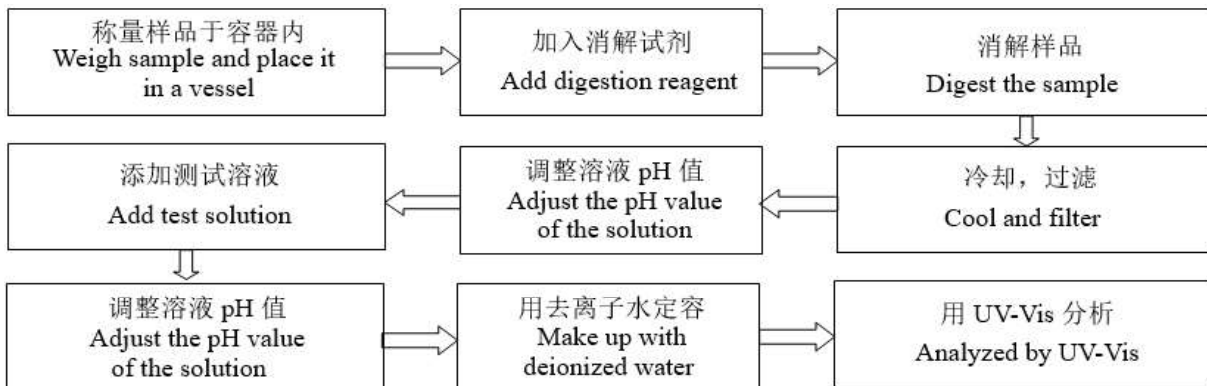 称量样品于容器内
Weigh sample and place it
in a vessel
加入消解试剂
Add digestion reagent
消解样品
Digest the sample
冷却，过滤
Cool and filter
调整溶液 pH 值
Adjust the pH value
of the solution
添加测试溶液
Add test solution
调整溶液 pH 值
Adjust the pH value
of the solution
用去离子水定容
Make up with
deionized water
用 UV-Vis 分析
Analyzed by UV-Vis